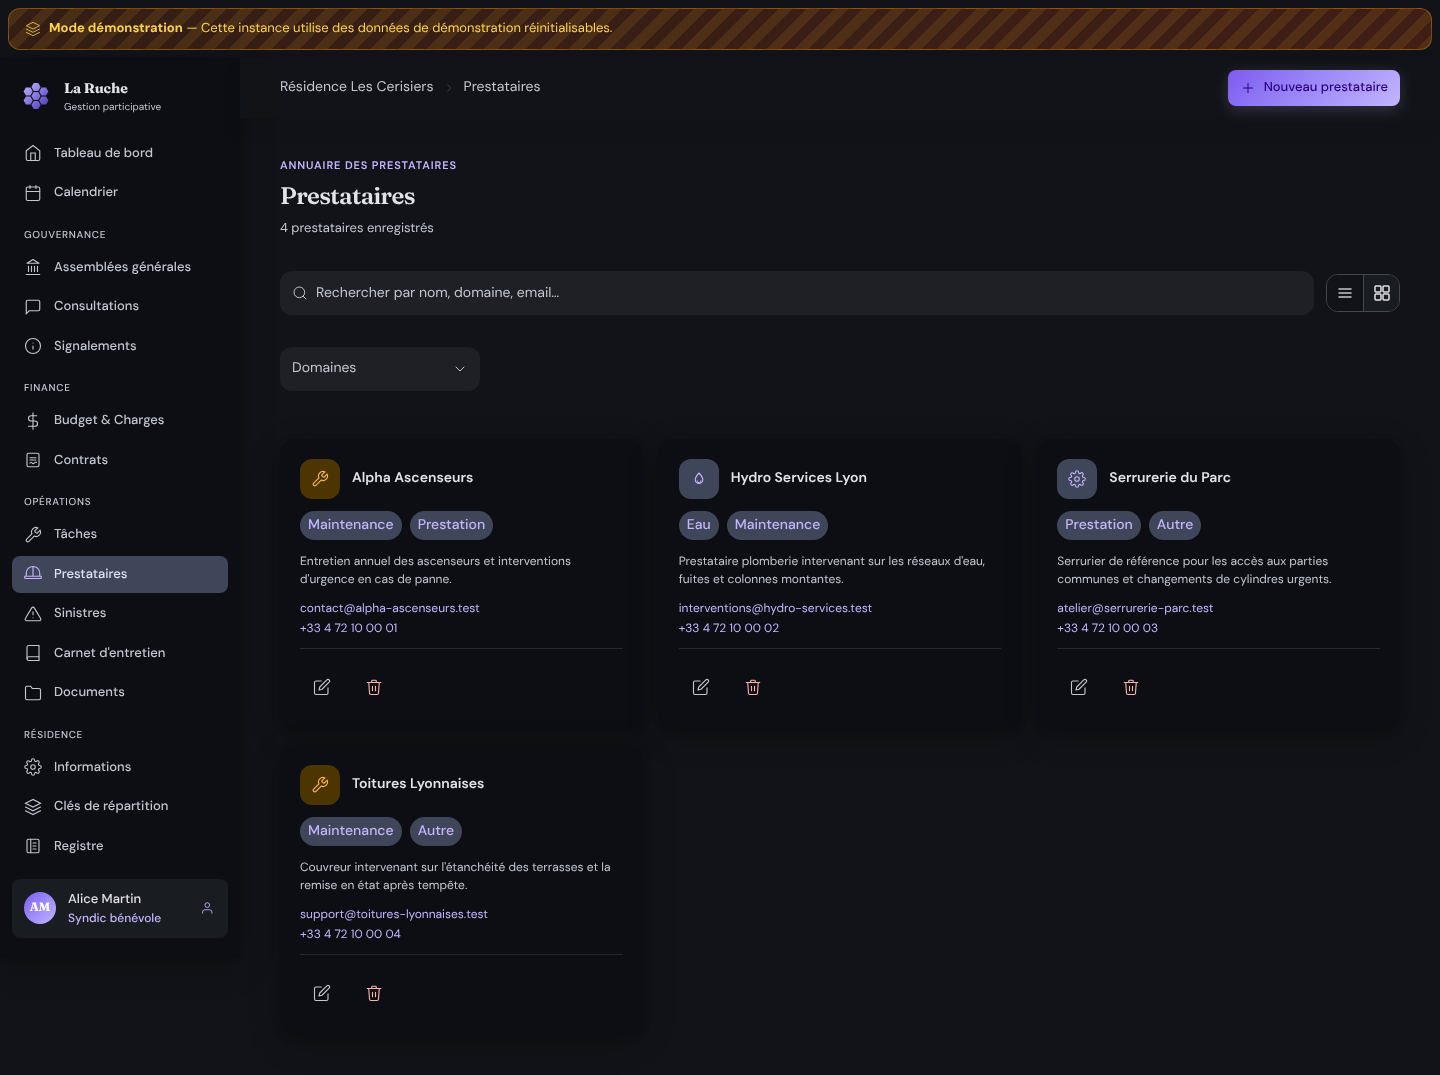 Mode démonstration — Cette instance utilise des données de démonstration réinitialisables.
La Ruche
Gestion participative
Tableau de bord
Calendrier
GOUVERNANCE
Assemblées générales
Consultations
Signalements
FINANCE
Budget & Charges
Contrats
OPÉRATIONS
Tâches
Prestataires
Sinistres
Carnet d'entretien
Documents
RÉSIDENCE
Informations
Clés de répartition
Registre
AM
Alice Martin
Syndic bénévole
Résidence Les Cerisiers
Prestataires
Nouveau prestataire
ANNUAIRE DES PRESTATAIRES
Prestataires
4 prestataires enregistrés
Rechercher par nom, domaine, email...
Domaines
Alpha Ascenseurs
Maintenance
Prestation
Entretien annuel des ascenseurs et interventions
d'urgence en cas de panne.
contact@alpha-ascenseurs.test
+33 4 72 10 00 01
Hydro Services Lyon
Eau
Maintenance
Prestataire plomberie intervenant sur les réseaux d'eau,
fuites et colonnes montantes.
interventions@hydro-services.test
+33 4 72 10 00 02
Serrurerie du Parc
Prestation
Autre
Serrurier de référence pour les accès aux parties
communes et changements de cylindres urgents.
atelier@serrurerie-parc.test
+33 4 72 10 00 03
Toitures Lyonnaises
Maintenance
Autre
Couvreur intervenant sur l'étanchéité des terrasses et la
remise en état après tempête.
support@toitures-lyonnaises.test
+33 4 72 10 00 04